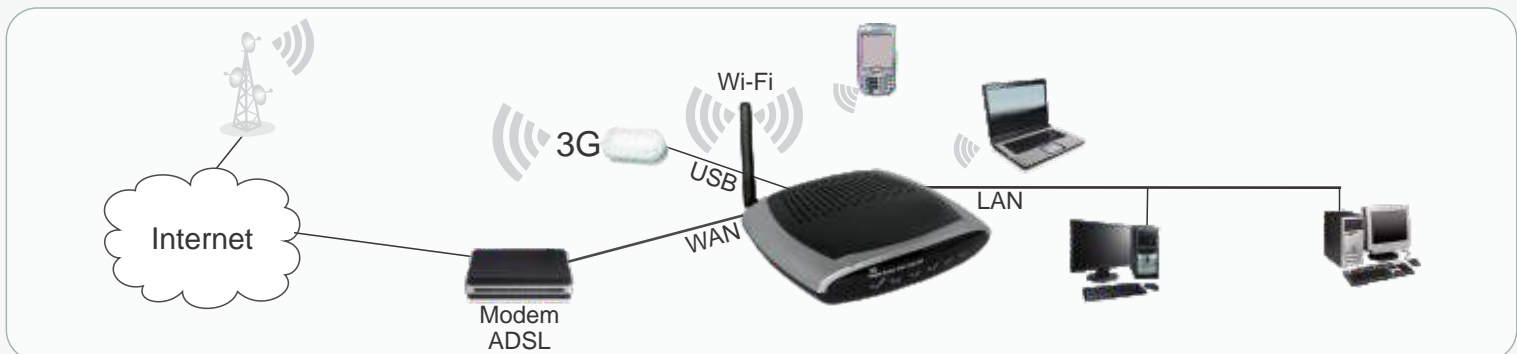 Wi-Fi
3G
USB
LAN
Internet
WAN
Modem
ADSL